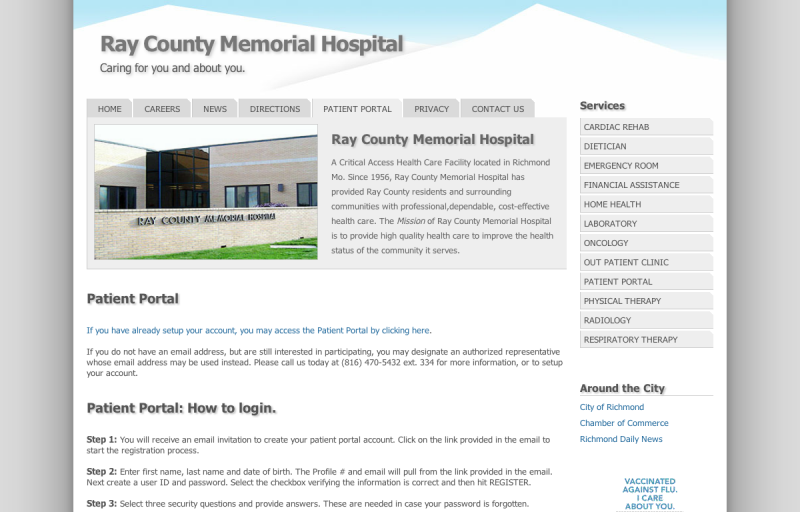 Ray County Memorial Hospital
Caring for you and about you.
HOME
CAREERS
NEWS
DIRECTIONS
PATIENT PORTAL
PRIVACY
CONTACT US
RAY COUNTY MEMORIAL HOSPITAL
Ray County Memorial Hospital
A Critical Access Health Care Facility located in Richmond
Mo. Since 1956, Ray County Memorial Hospital has
provided Ray County residents and surrounding
communities with professional,dependable, cost-effective
health care. The Mission of Ray County Memorial Hospital
is to provide high quality health care to improve the health
status of the community it serves.
Patient Portal
If you have already setup your account, you may access the Patient Portal by clicking here.
If you do not have an email address, but are still interested in participating, you may designate an authorized representative
whose email address may be used instead. Please call us today at (816) 470-5432 ext. 334 for more information, or to setup
your account.
Patient Portal: How to login.
Step 1: You will receive an email invitation to create your patient portal account. Click on the link provided in the email to
start the registration process.
Step 2: Enter first name, last name and date of birth. The Profile # and email will pull from the link provided in the email.
Next create a user ID and password. Select the checkbox verifying the information is correct and then hit REGISTER.
Step 3: Select three security questions and provide answers. These are needed in case your password is forgotten.
Services
CARDIAC REHAB
DIETICIAN
EMERGENCY ROOM
FINANCIAL ASSISTANCE
HOME HEALTH
LABORATORY
ONCOLOGY
OUT PATIENT CLINIC
PATIENT PORTAL
PHYSICAL THERAPY
RADIOLOGY
RESPIRATORY THERAPY
Around the City
City of Richmond
Chamber of Commerce
Richmond Daily News
VACCINATED
AGAINST FLU.
I CARE
ABOUT YOU.